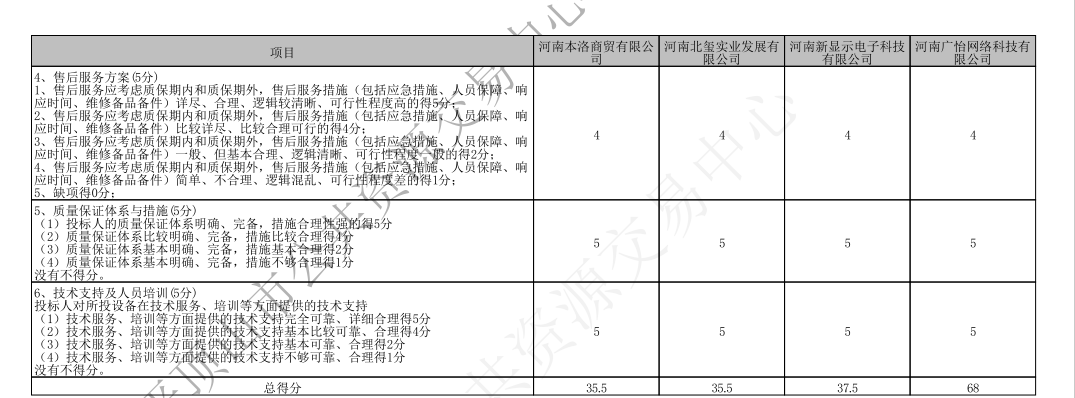 项目
河南本洛商贸有限公
司
河南北玺实业发展有
限公司
河南新显示电子科技
有限公司
河南广怡网络科技有
限公司
4、售后服务方案(5分)
1、售后服务应考虑质保期内和质保期外，售后服务措施（包括应急措施、人员保障、响
应时间、维修备品备件）详尽、合理、逻辑较清晰、可行性程度高的得5分；
2、售后服务应考虑质保期内和质保期外，售后服务措施（包括应急措施、人员保障、响
应时间、维修备品备件）比较详尽、比较合理可行的得4分；
3、售后服务应考虑质保期内和质保期外，售后服务措施（包括应急措施、人员保障、响
应时间、维修备品备件）一般、但基本合理、逻辑清晰、可行性程度一般的得2分；
4、售后服务应考虑质保期内和质保期外，售后服务措施（包括应急措施、人员保障、响
应时间、维修备品备件）简单、不合理、逻辑混乱、可行性程度差的得1分；
5、缺项得0分；
4
4
4
4
5、质量保证体系与措施(5分)
（1）投标人的质量保证体系明确、完备，措施合理性强的得5分
（2）质量保证体系比较明确、完备，措施比较合理得4分
（3）质量保证体系基本明确、完备，措施基本合理得2分
（4）质量保证体系基本明确、完备，措施不够合理得1分
没有不得分。
5
5
5
5
6、技术支持及人员培训(5分)
投标人对所投设备在技术服务、培训等方面提供的技术支持
（1）技术服务、培训等方面提供的技术支持完全可靠、详细合理得5分
（2）技术服务、培训等方面提供的技术支持基本比较可靠、合理得4分
（3）技术服务、培训等方面提供的技术支持基本可靠、合理得2分
（4）技术服务、培训等方面提供的技术支持不够可靠、合理得1分
没有不得分。
5
5
5
5
总得分
35.5
35.5
37.5
68
平顶山市公共资源交易中心
共资源交易中心